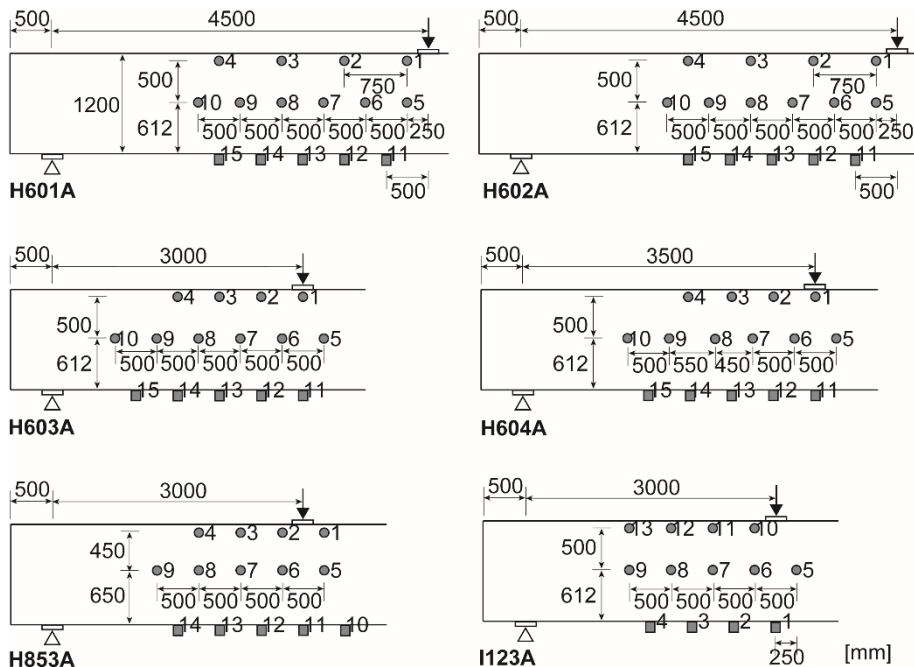 500 4500
4 3 2 1
500
750
1200
10 9 8 7 6 5
612
500 500 500 500 500 250
15 14 13 12 11
500
H601A
500 4500
4 3 2 1
500
750
10 9 8 7 6 5
612
500 500 500 500 500 250
15 14 13 12 11
500
H602A
500 3000
4 3 2 1
500
10 9 8 7 6 5
612
500 500 500 500 500
15 14 13 12 11
H603A
500 3500
4 3 2 1
500
10 9 8 7 6 5
612
500 550 450 500 500
15 14 13 12 11
H604A
500 3000
4 3 2 1
450
9 8 7 6 5
650
500 500 500 500
14 13 12 11 10
H853A
500 3000
13 12 11 10
500
9 8 7 6 5
612
500 500 500 500
4 3 2 1
250
I123A
[mm]